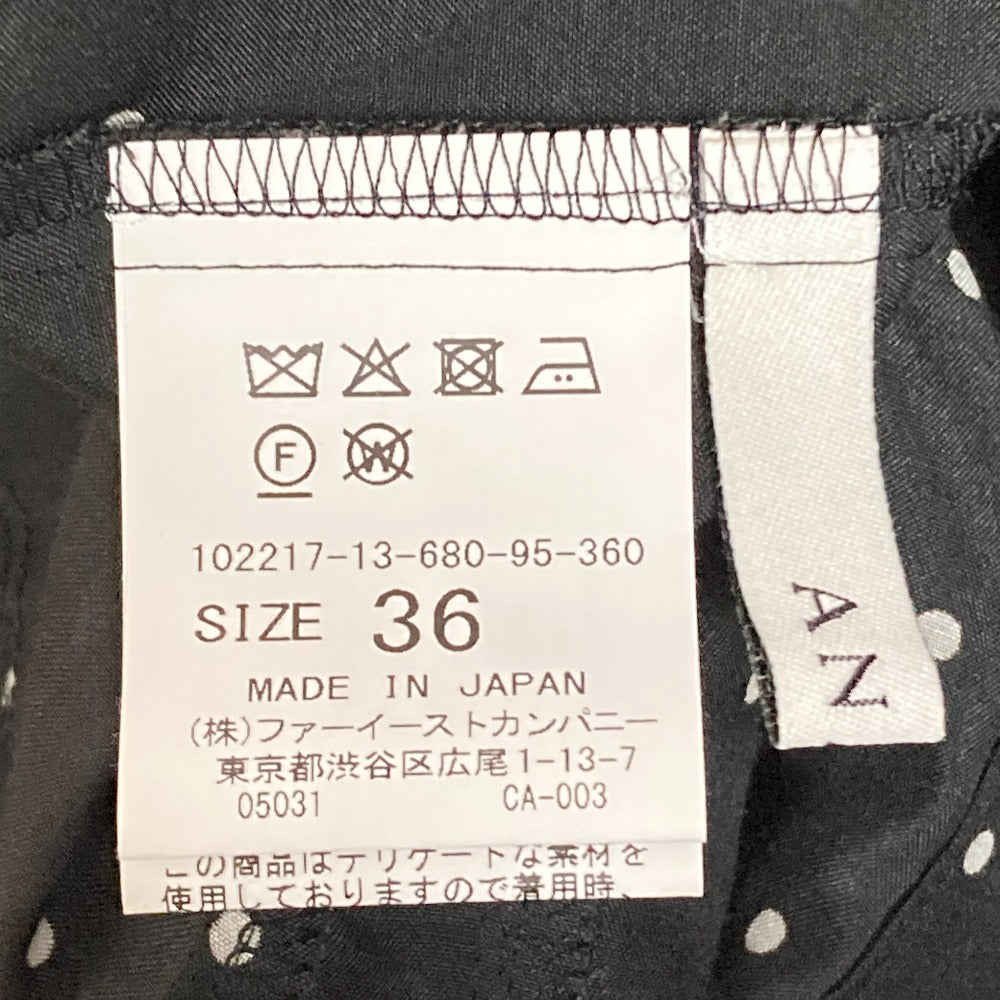 F
W
102217-13-680-95-360
SIZE 36
MADE IN JAPAN
(株)ファーイーストカンパニー
東京都渋谷区広尾1-13-7
05031 CA-003
この商品はデリケートな素材を
使用しておりますので着用時、
AN